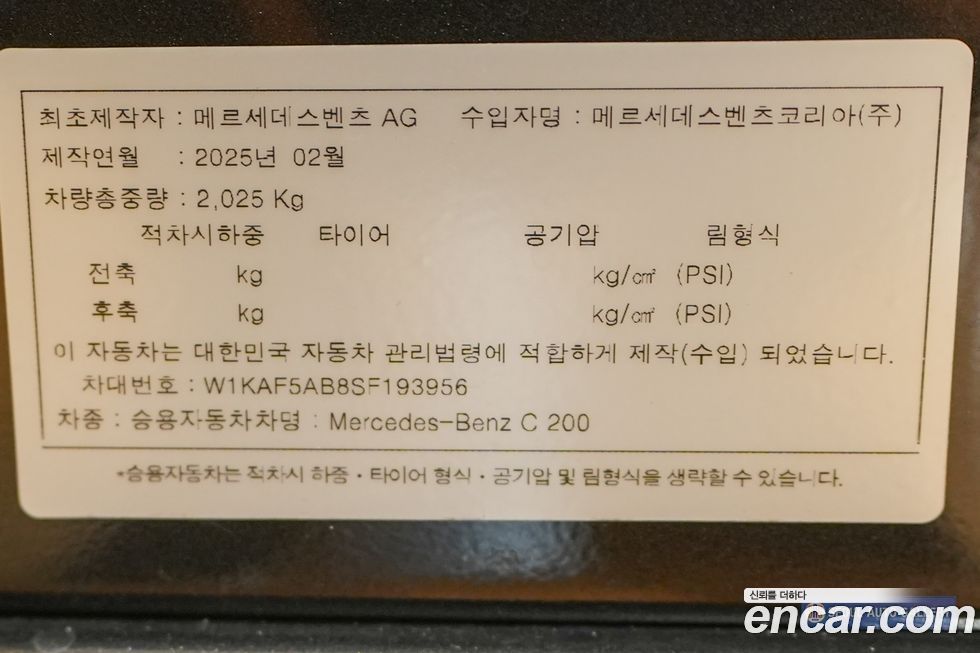 최초제작자 : 메르세데스벤츠 AG 수입자명 : 메르세데스벤츠코리아(주)
제작연월 : 2025년 02월
차량총중량 : 2,025 Kg
적차시하중 타이어 공기압 림형식
전축 kg kg/㎠ (PSI)
후축 kg kg/㎠ (PSI)
이 자동차는 대한민국 자동차 관리법령에 적합하게 제작(수입) 되었습니다.
차대번호 : W1KAF5AB8SF193956
차종 : 승용자동차차명 : Mercedes-Benz C 200
*승용자동차는 적차시 하중 · 타이어 형식 · 공기압 및 림형식을 생략할 수 있습니다.
신뢰를 더하다
encar.com